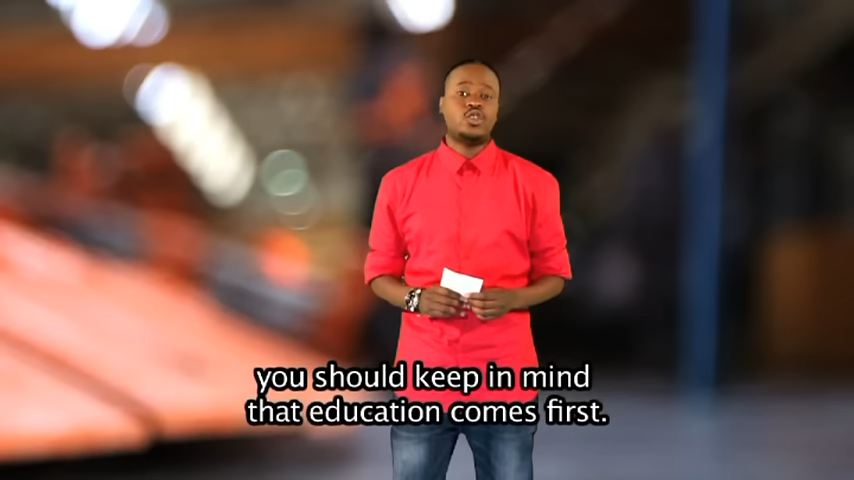 you should keep in mind
that education comes first.